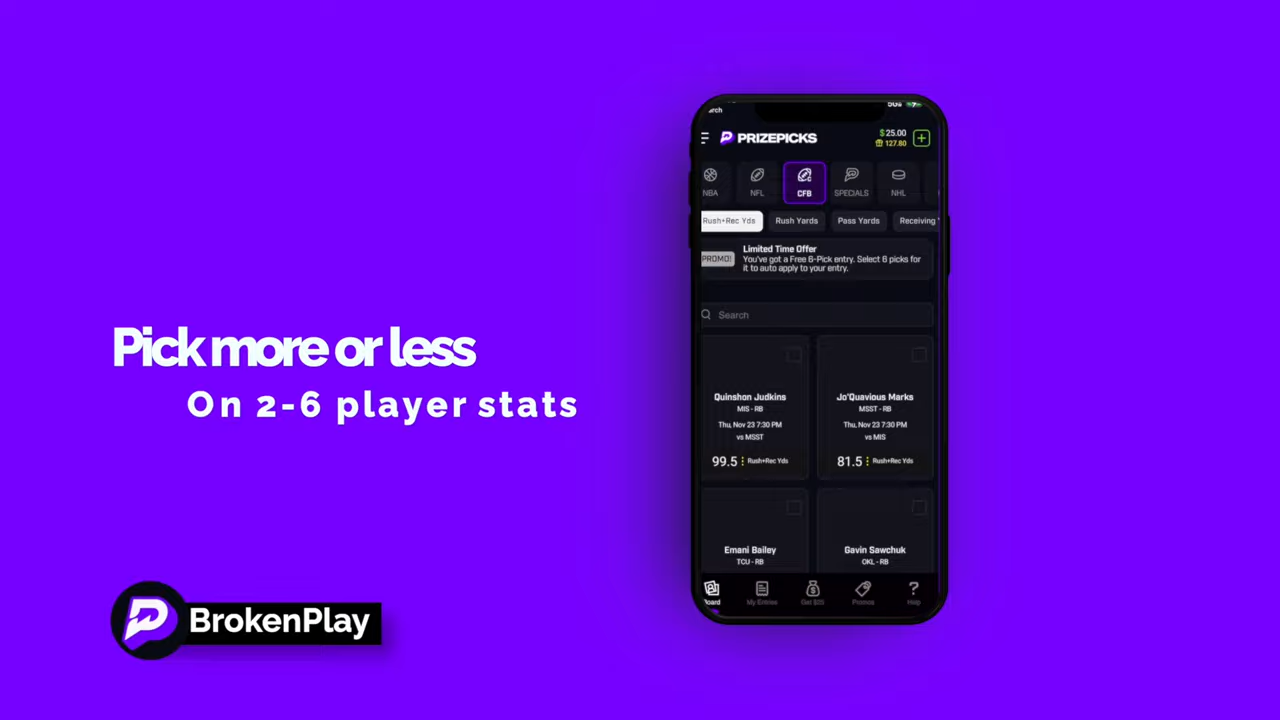 Pick more or less
On 2-6 player stats
BrokenPlay
arch
5G
PRIZEPICKS
$25.00
127.80
NBA
NFL
CFB
SPECIALS
NHL
Rush+Rec Yds
Rush Yards
Pass Yards
Receiving
PROMO!
Limited Time Offer
You've got a Free 6-Pick entry. Select 6 picks for
it to auto apply to your entry.
Search
Quinshon Judkins
MIS - RB
Thu, Nov 23 7:30 PM
vs MSST
99.5 Rush+Rec Yds
Jo'Quavious Marks
MSST - RB
Thu, Nov 23 7:30 PM
vs MIS
81.5 Rush+Rec Yds
Emani Bailey
TCU - RB
Gavin Sawchuk
OKL - RB
Board
My Entries
Get $25
Promos
Help